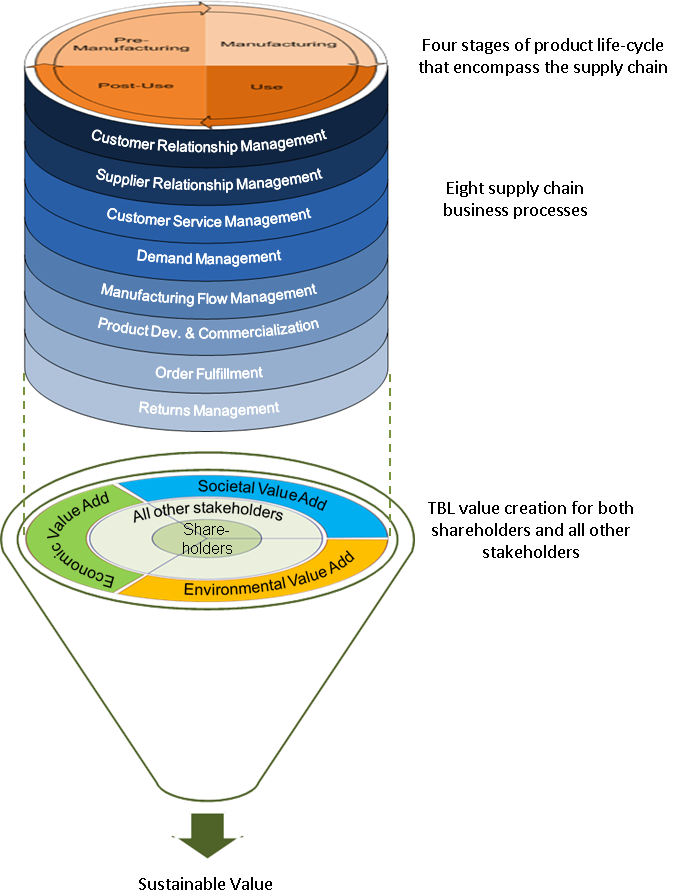 Pre-
Manufacturing
Manufacturing
Post-Use
Use
Four stages of product life-cycle
that encompass the supply chain
Customer Relationship Management
Supplier Relationship Management
Customer Service Management
Demand Management
Manufacturing Flow Management
Product Dev. & Commercialization
Order Fulfillment
Returns Management
Eight supply chain
business processes
Societal Value Add
Economic Value Add
All other stakeholders
Share-
holders
Environmental Value Add
TBL value creation for both
shareholders and all other
stakeholders
Sustainable Value